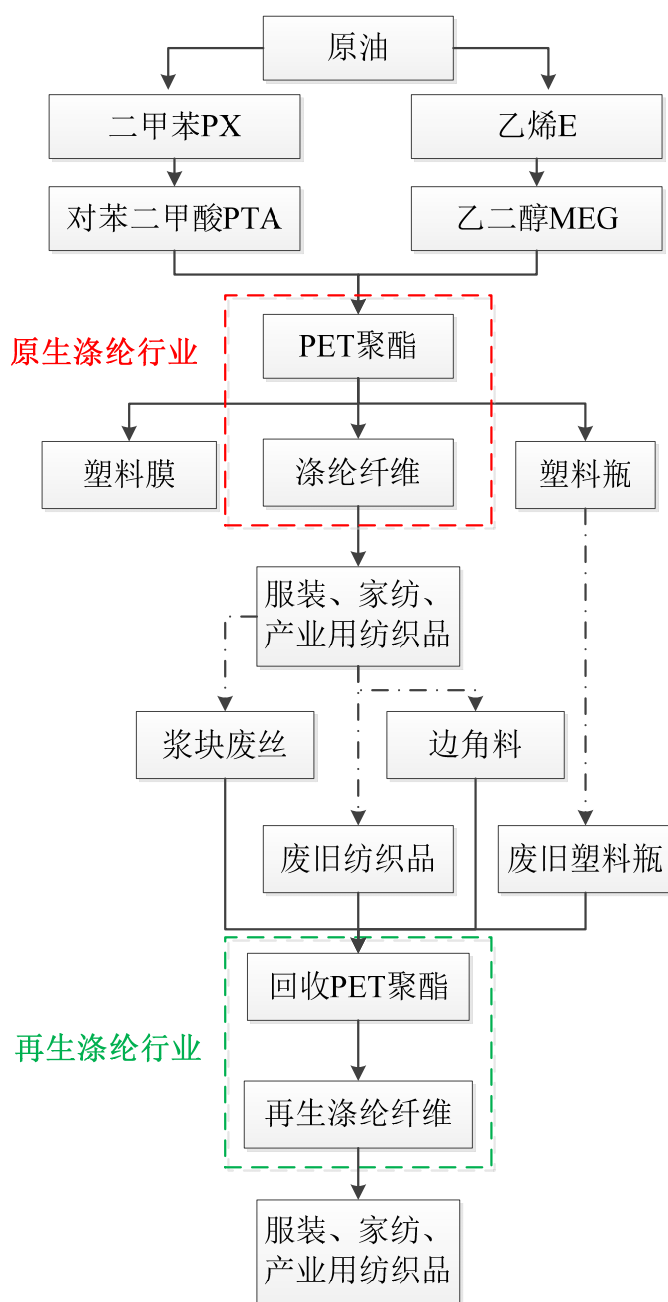 原油
二甲苯PX
乙烯E
对苯二甲酸PTA
乙二醇MEG
原生涤纶行业
PET聚酯
塑料膜
涤纶纤维
塑料瓶
服装、家纺、
产业用纺织品
浆块废丝
边角料
废旧纺织品
废旧塑料瓶
再生涤纶行业
回收PET聚酯
再生涤纶纤维
服装、家纺、
产业用纺织品